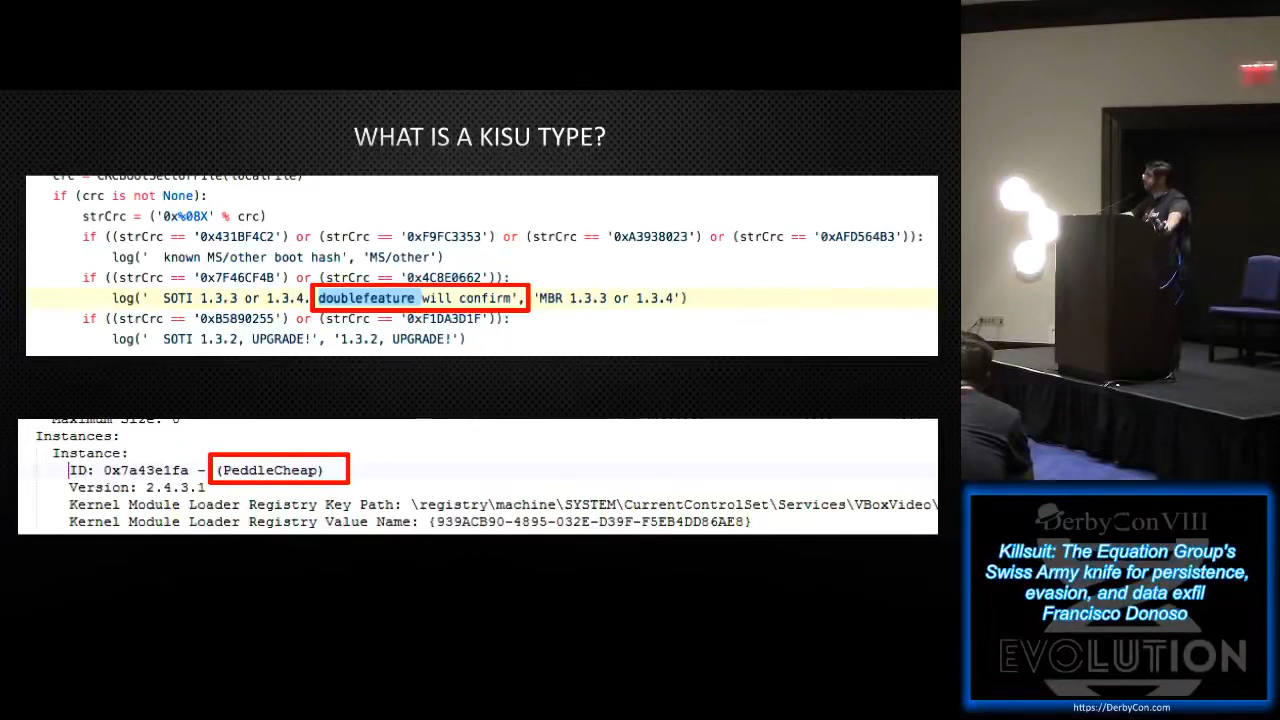 WHAT IS A KISU TYPE?
crc = CRCBootSectorFile(localFile)
if (crc is not None):
strCrc = ('0x%08X' % crc)
if ((strCrc == '0x431BF4C2') or (strCrc == '0xF9FC3353') or (strCrc == '0xA3938023') or (strCrc == '0xAFD564B3')):
log('  known MS/other boot hash', 'MS/other')
if ((strCrc == '0x7F46CF4B') or (strCrc == '0x4C8E0662')):
log('  SOTI 1.3.3 or 1.3.4, doublefeature will confirm', 'MBR 1.3.3 or 1.3.4')
if ((strCrc == '0xB5890255') or (strCrc == '0xF1DA3D1F')):
log('  SOTI 1.3.2, UPGRADE!', '1.3.2, UPGRADE!')
Maximum Size: 0
Instances:
Instance:
ID: 0x7a43e1fa - (PeddleCheap)
Version: 2.4.3.1
Kernel Module Loader Registry Key Path: \registry\machine\SYSTEM\CurrentControlSet\Services\VBoxVideo\
Kernel Module Loader Registry Value Name: {939ACB90-4895-032E-D39F-F5EB4DD86AE8}
DerbyCon VIII
Killsuit: The Equation Group's
Swiss Army knife for persistence,
evasion, and data exfil
Francisco Donoso
EVOLUTION
https://DerbyCon.com